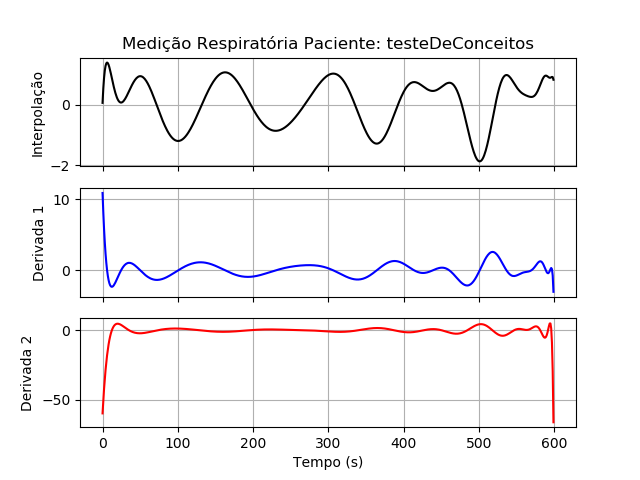 Medição Respiratória Paciente: testeDeConceitos
Interpolação
0
−2
Derivada 1
10
0
Derivada 2
0
−50
0 100 200 300 400 500 600
Tempo (s)